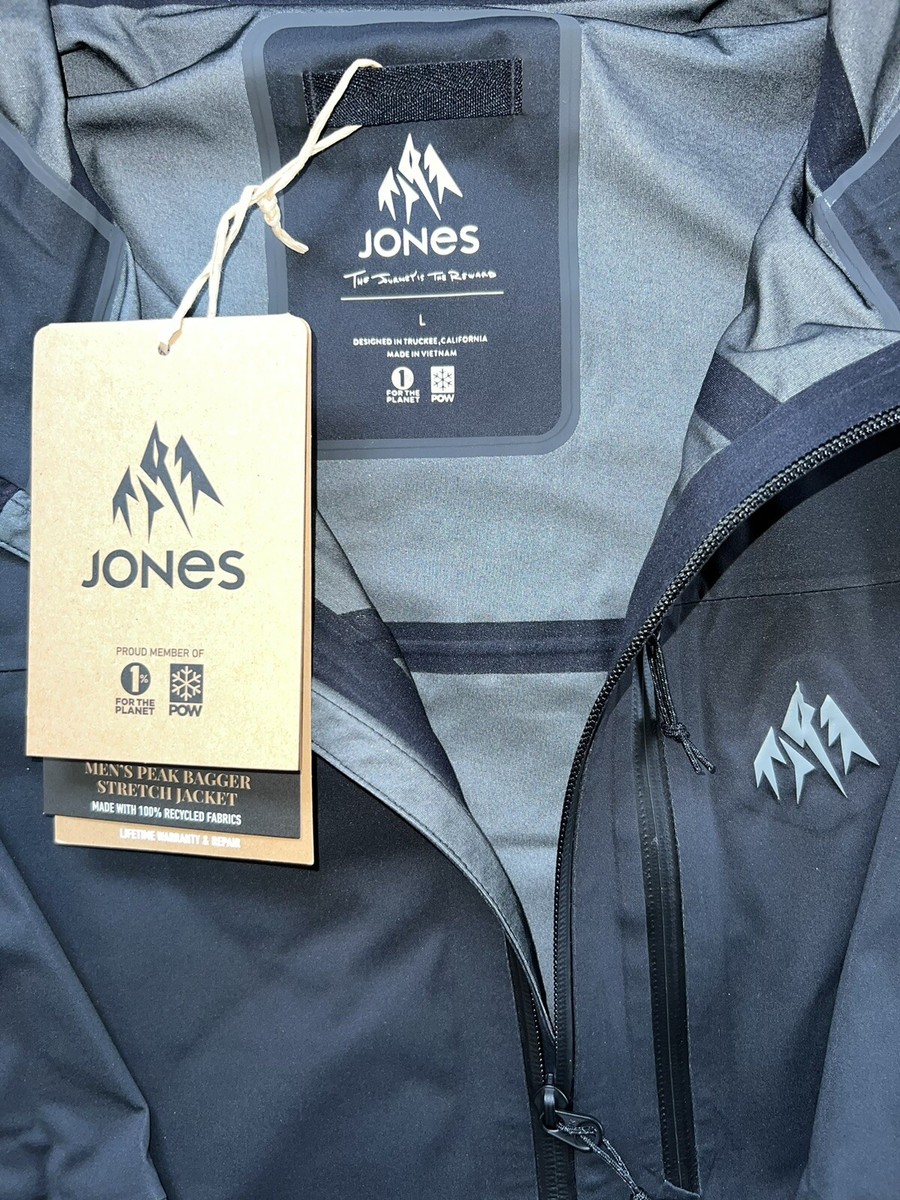 JONES
THE JOURNEY IS THE REWARD
L
DESIGNED IN TRUCKEE, CALIFORNIA
MADE IN VIETNAM
1
FOR THE
PLANET
POW
JONES
PROUD MEMBER OF
1%
FOR THE
PLANET
POW
MEN'S PEAK BAGGER
STRETCH JACKET
MADE WITH 100% RECYCLED FABRICS
LIFETIME WARRANTY & REPAIR